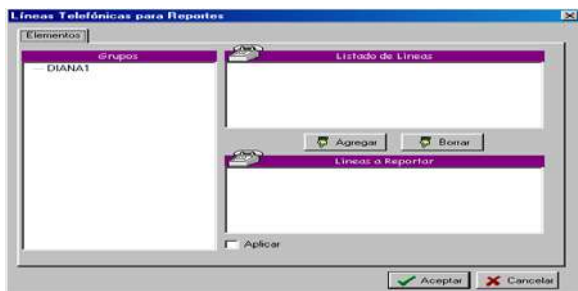 Líneas Telefónicas para Reportes
Elementos
Grupos
DIANA1
Listado de Líneas
Agregar
Borrar
Líneas a Reportar
Aplicar
Aceptar
Cancelar